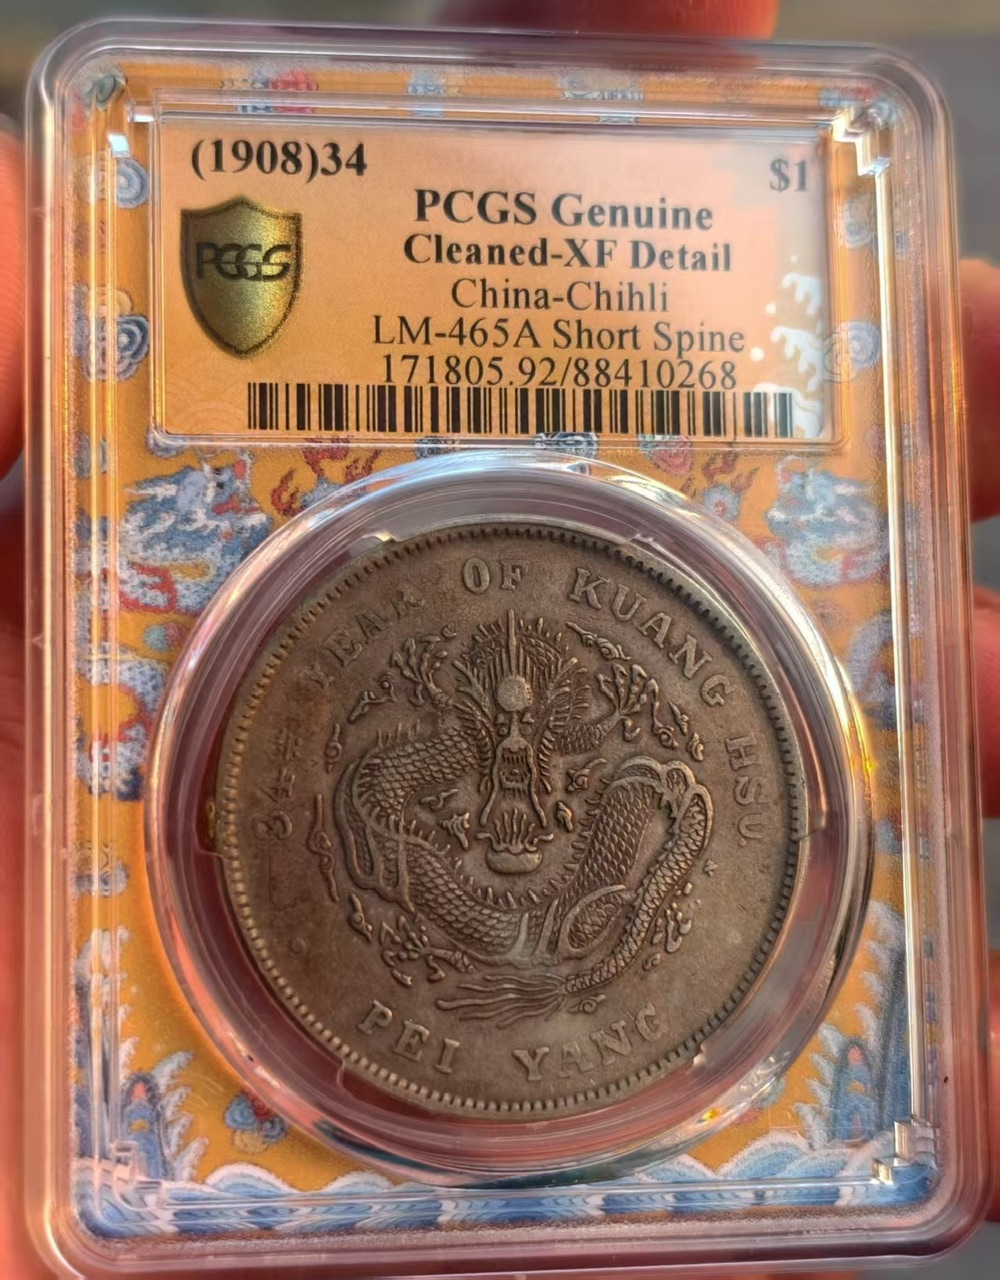 (1908)34
$1
PCGS Genuine
PCGS
Cleaned-XF Detail
China-Chihli
LM-465A Short Spine
171805.92/88410268
YEAR OF KUANG HSU
PEI YANG